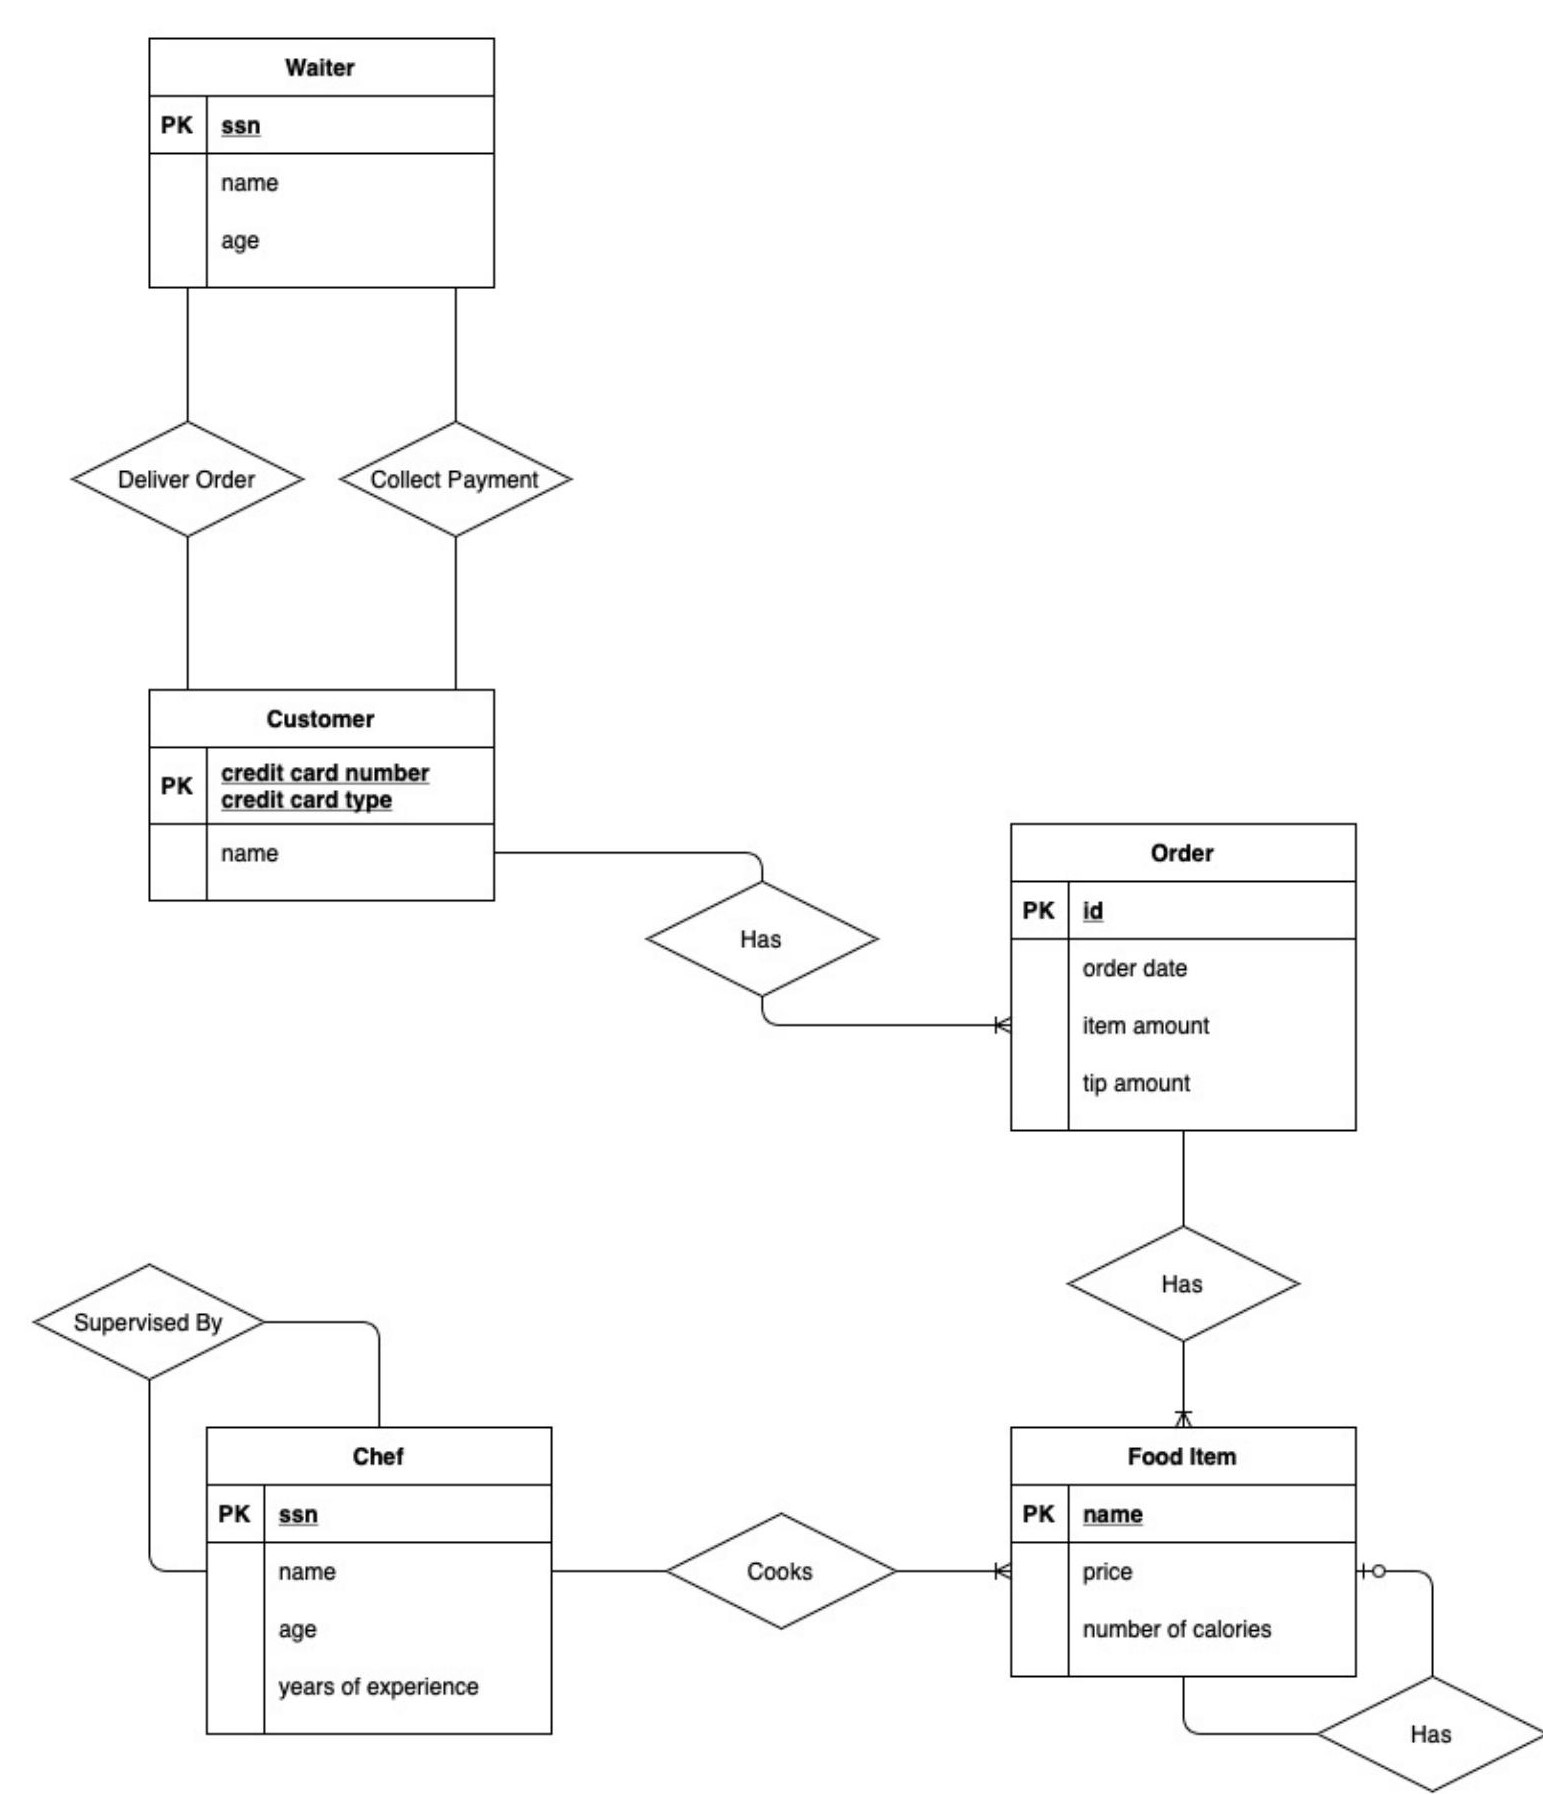 Waiter
PK ssn
name
age
Deliver Order
Collect Payment
Customer
PK credit card number
credit card type
name
Has
Order
PK id
order date
item amount
tip amount
Has
Supervised By
Chef
PK ssn
name
age
years of experience
Cooks
Food Item
PK name
price
number of calories
Has